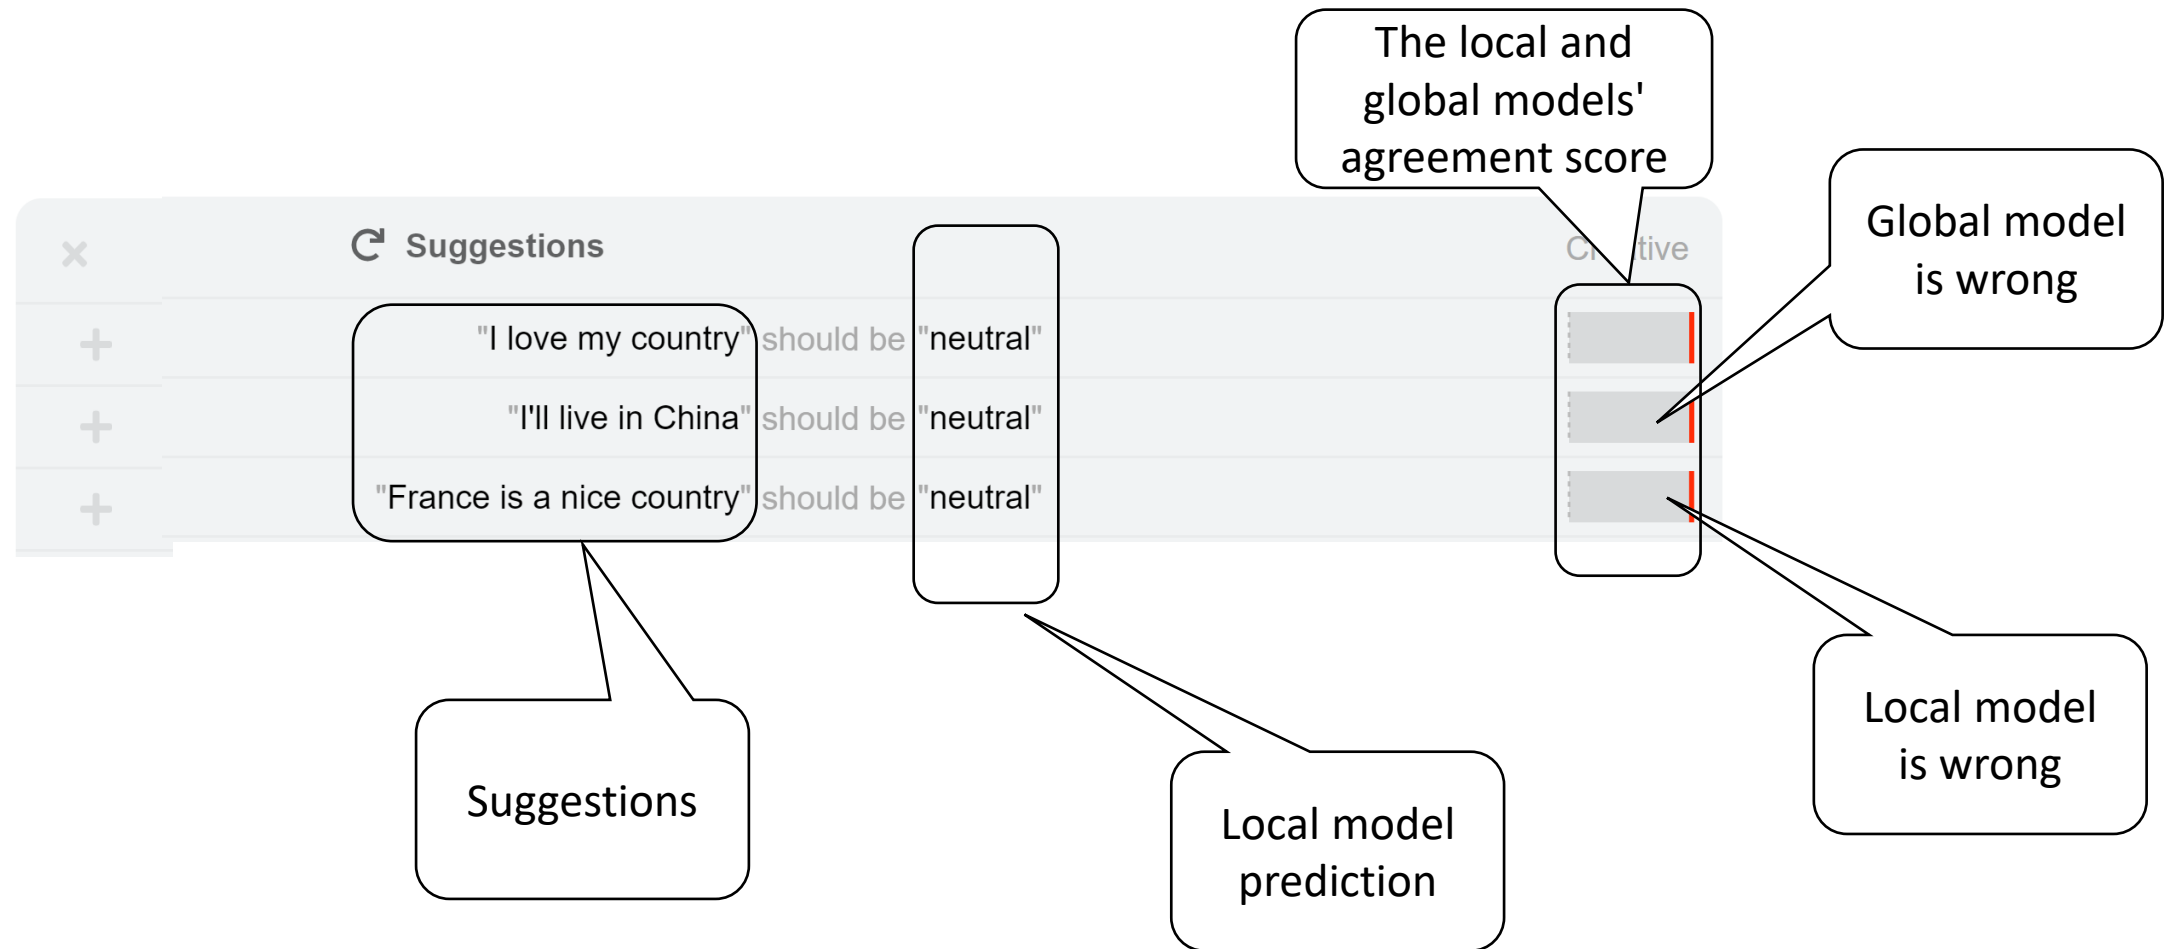 The local and
global models'
agreement score
Global model
is wrong
Suggestions
"I love my country" should be "neutral"
"I'll live in China" should be "neutral"
"France is a nice country" should be "neutral"
Suggestions
Local model
prediction
Local model
is wrong